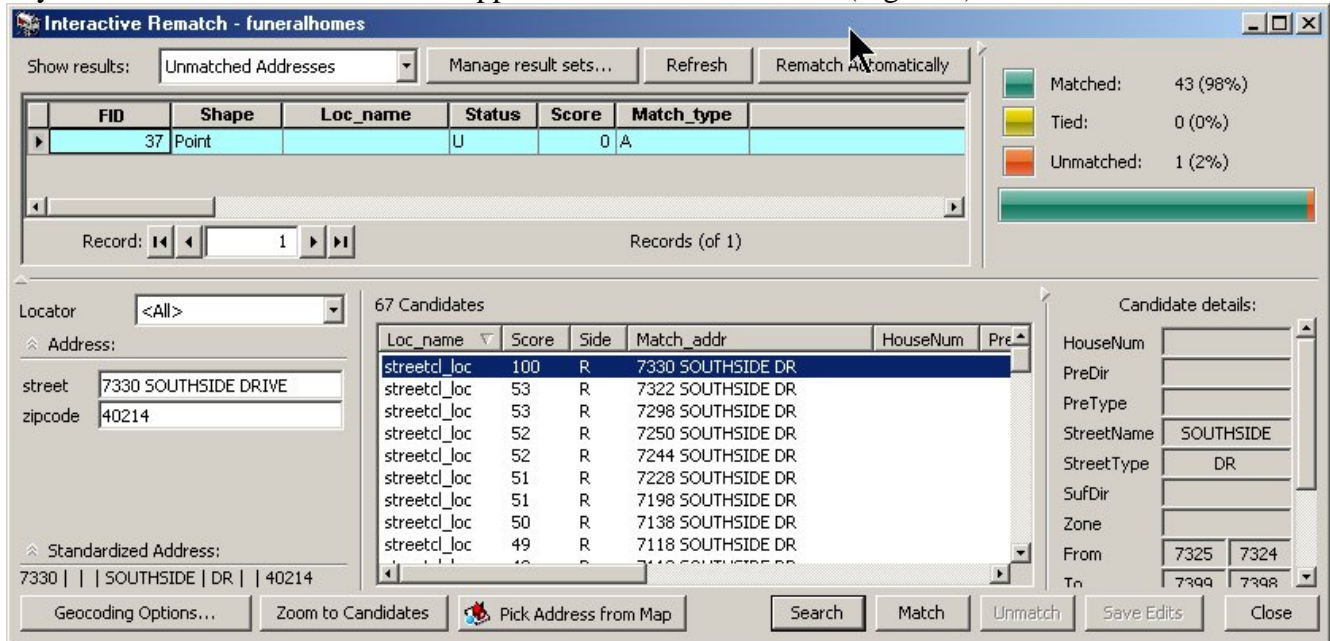 Interactive Rematch - funeralhomes
Show results: Unmatched Addresses Manage result sets... Refresh Rematch Automatically
Matched: 43 (98%)
Tied: 0 (0%)
Unmatched: 1 (2%)
FID Shape Loc_name Status Score Match_type
37 Point U 0 A
Record: 1 Records (of 1)
Locator <All>
Address:
street 7330 SOUTHSIDE DRIVE
zipcode 40214
Standardized Address:
7330 | | | SOUTHSIDE | DR | | 40214
67 Candidates
Loc_name Score Side Match_addr HouseNum Pre
streetcl_loc 100 R 7330 SOUTHSIDE DR
streetcl_loc 53 R 7322 SOUTHSIDE DR
streetcl_loc 53 R 7298 SOUTHSIDE DR
streetcl_loc 52 R 7250 SOUTHSIDE DR
streetcl_loc 52 R 7244 SOUTHSIDE DR
streetcl_loc 51 R 7228 SOUTHSIDE DR
streetcl_loc 51 R 7198 SOUTHSIDE DR
streetcl_loc 50 R 7138 SOUTHSIDE DR
streetcl_loc 49 R 7118 SOUTHSIDE DR
Candidate details:
HouseNum
PreDir
PreType
StreetName SOUTHSIDE
StreetType DR
SufDir
Zone
From 7325 7324
To 7399 7398
Geocoding Options... Zoom to Candidates Pick Address from Map Search Match Unmatch Save Edits Close